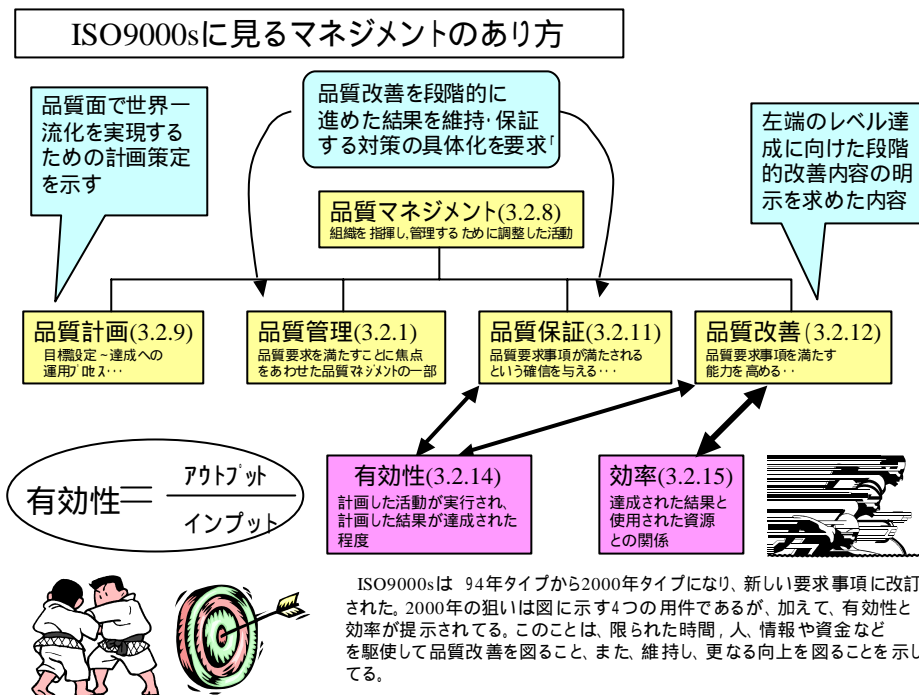 ISO9000sに見るマネジメントのあり方
品質面で世界一
流化を実現する
ための計画策定
を示す
品質改善を段階的に
進めた結果を維持・保証
する対策の具体化を要求「
左端のレベル達
成に向けた段階
的改善内容の明
示を求めた内容
品質マネジメント(3.2.8)
組織を指揮し,管理するために調整した活動
品質計画(3.2.9)
目標設定~達成への
運用プロセス・・・
品質管理(3.2.1)
品質要求を満たすことに焦点
をあわせた品質マネジメントの一部
品質保証(3.2.11)
品質要求事項が満たされる
という確信を与える・・・
品質改善(3.2.12)
品質要求事項を満たす
能力を高める・・
有効性=
アウトプット
インプット
有効性(3.2.14)
計画した活動が実行され、
計画した結果が達成された
程度
効率(3.2.15)
達成された結果と
使用された資源
との関係
ISO9000sは 94年タイプから2000年タイプになり、新しい要求事項に改訂
された。2000年の狙いは図に示す4つの用件であるが、加えて、有効性と
効率が提示されてる。このことは、限られた時間,人、情報や資金など
を駆使して品質改善を図ること、また、維持し、更なる向上を図ることを示し
てる。